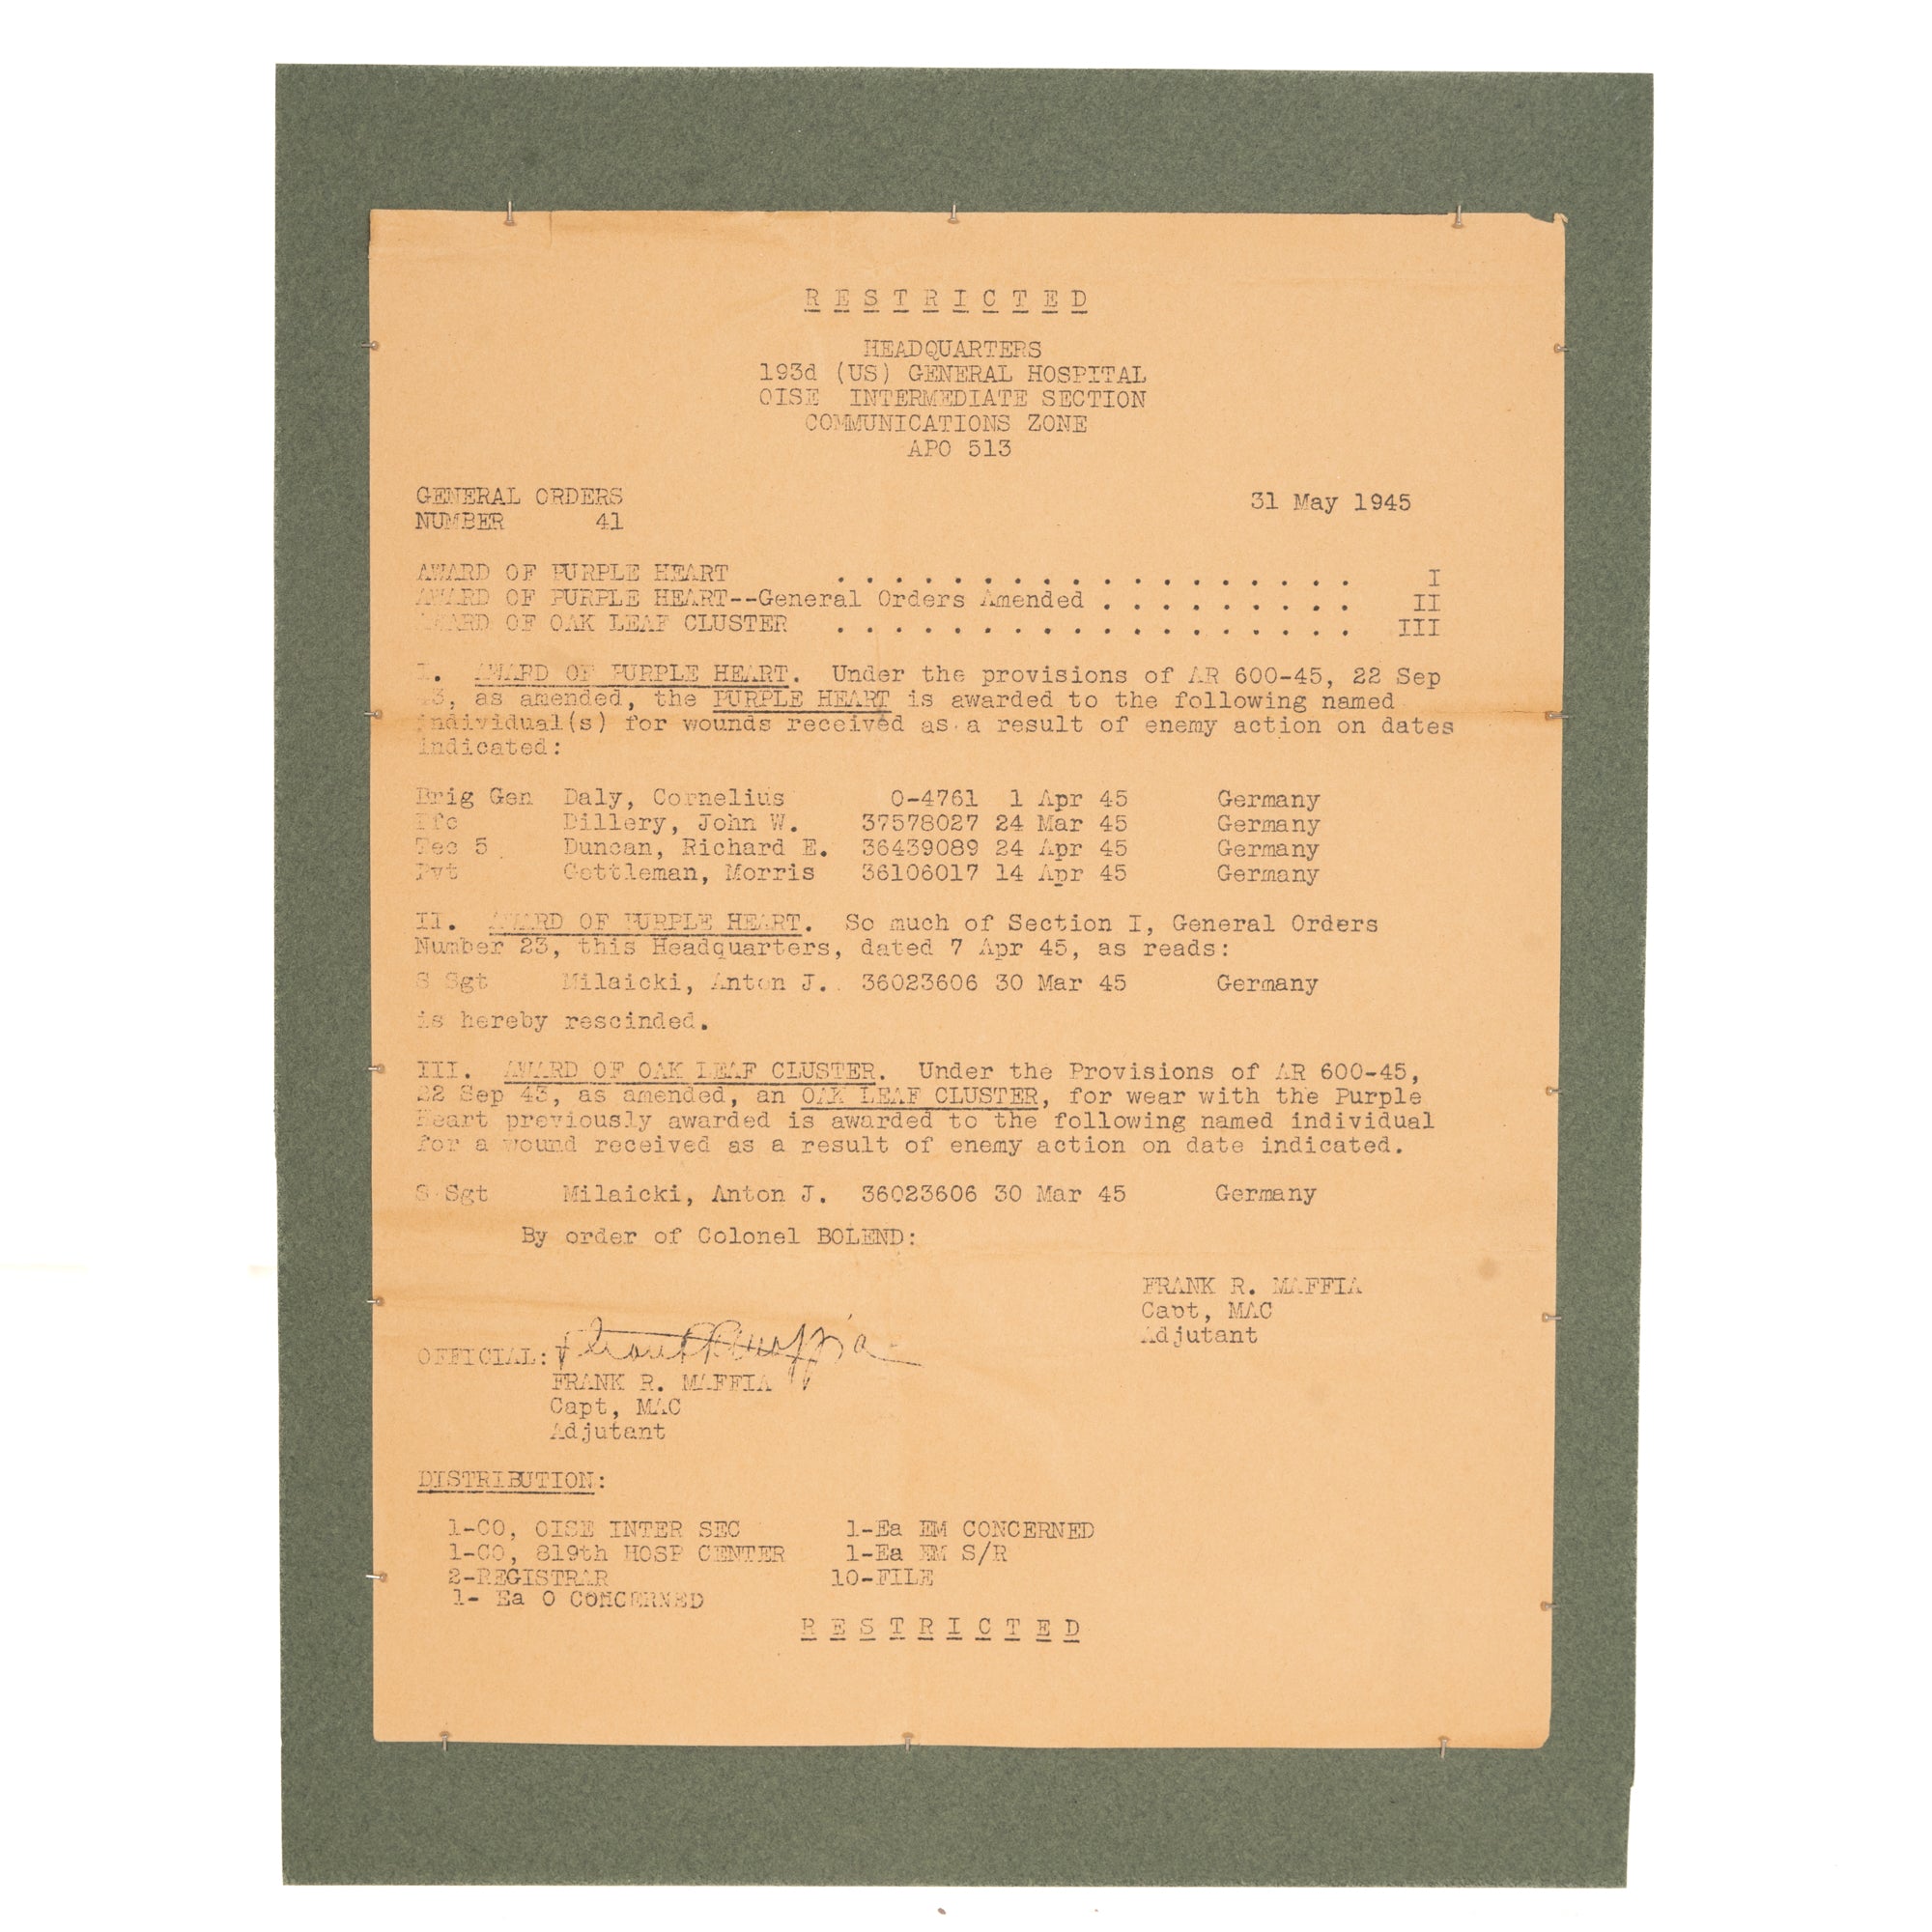 RESTRICTED
HEADQUARTERS
193d (US) GENERAL HOSPITAL
OISE INTERMEDIATE SECTION
COMMUNICATIONS ZONE
APO 513
GENERAL ORDERS
NUMBER 41
31 May 1945
AWARD OF PURPLE HEART . . . . . . . . . . . . . . . . . . I
AWARD OF PURPLE HEART--General Orders Amended . . . . . . . . . II
AWARD OF OAK LEAF CLUSTER . . . . . . . . . . . . . . . . . . III
I. AWARD OF PURPLE HEART. Under the provisions of AR 600-45, 22 Sep
43, as amended, the PURPLE HEART is awarded to the following named
individual(s) for wounds received as a result of enemy action on dates
indicated:
Brig Gen Daly, Cornelius 0-4761 1 Apr 45 Germany
Pfc Dillery, John W. 37578027 24 Mar 45 Germany
Tec 5 Duncan, Richard E. 36439089 24 Apr 45 Germany
Pvt Gottleman, Morris 36106017 14 Apr 45 Germany
II. AWARD OF PURPLE HEART. So much of Section I, General Orders
Number 23, this Headquarters, dated 7 Apr 45, as reads:
S Sgt Milaicki, Anton J. 36023606 30 Mar 45 Germany
is hereby rescinded.
III. AWARD OF OAK LEAF CLUSTER. Under the Provisions of AR 600-45,
22 Sep 43, as amended, an OAK LEAF CLUSTER, for wear with the Purple
Heart previously awarded is awarded to the following named individual
for a wound received as a result of enemy action on date indicated.
S Sgt Milaicki, Anton J. 36023606 30 Mar 45 Germany
By order of Colonel BOLEND:
FRANK R. MAFFIA
Capt, MAC
Adjutant
OFFICIAL: Frank R Maffia
FRANK R. MAFFIA
Capt, MAC
Adjutant
DISTRIBUTION:
1-CO, OISE INTER SEC 1-Ea EM CONCERNED
1-CO, 819th HOSP CENTER 1-Ea EM S/R
2-REGISTRAR 10-FILE
1- Ea O CONCERNED
RESTRICTED